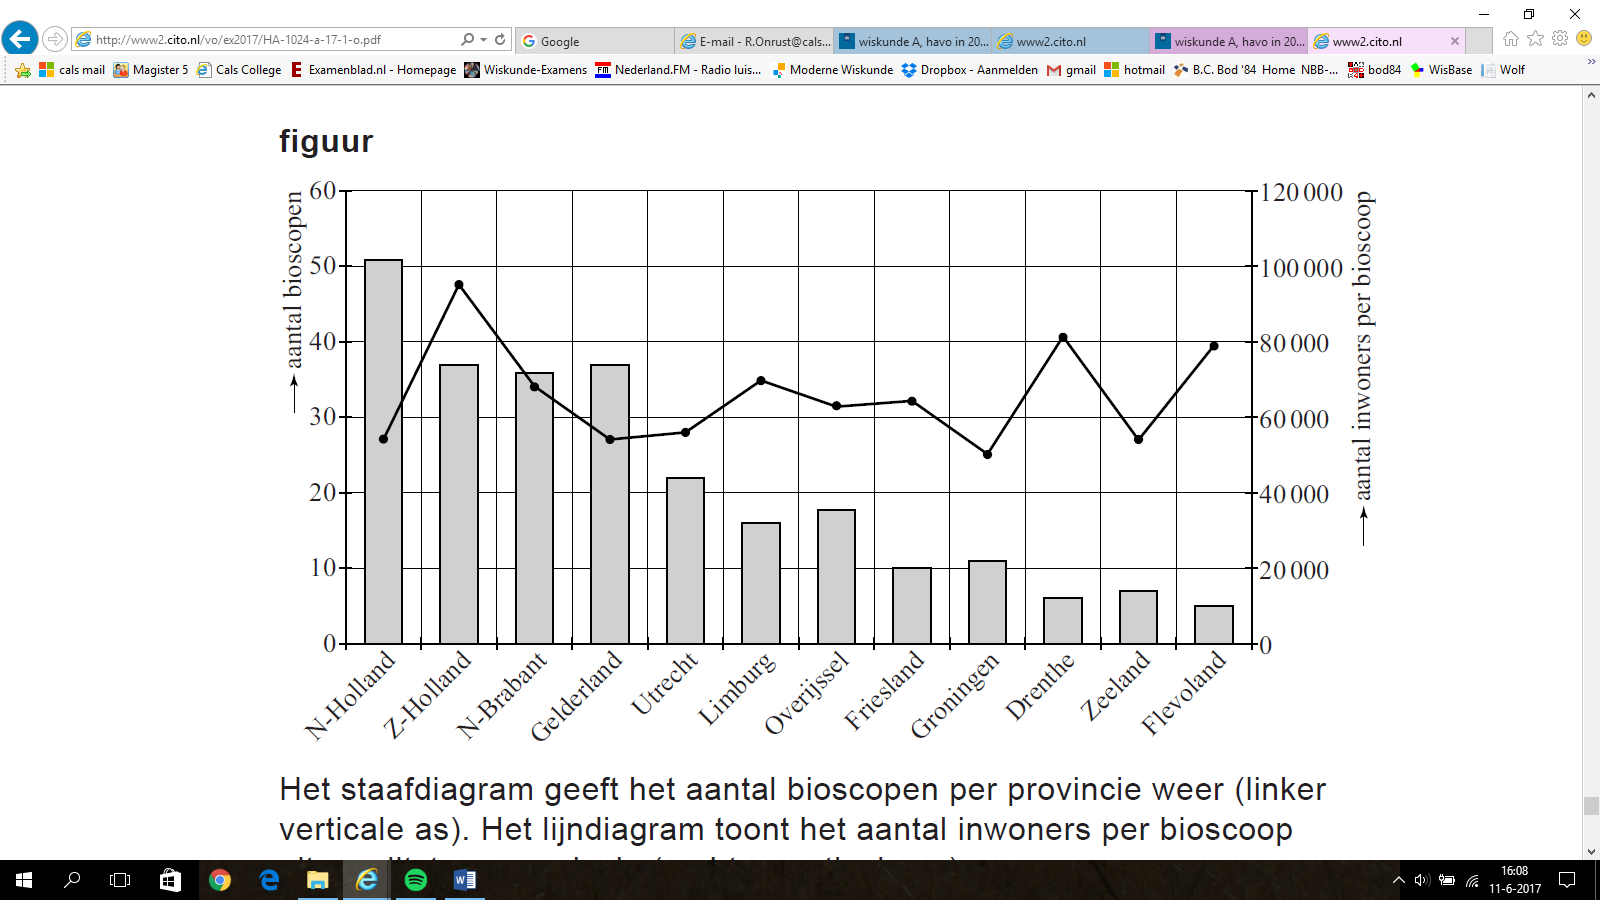 http://www2.cito.nl/vo/ex2017/HA-1024-a-17-1-o.pdf
Google
E-mail - R.Onrust@cals...
wiskunde A, havo in 20...
www2.cito.nl
wiskunde A, havo in 20...
www2.cito.nl
cals mail
Magister 5
Cals College
Examenblad.nl - Homepage
Wiskunde-Examens
Nederland.FM - Radio luis...
Moderne Wiskunde
Dropbox - Aanmelden
gmail
hotmail
B.C. Bod '84 Home NBB-...
bod84
WisBase
Wolf
figuur
aantal bioscopen
60
50
40
30
20
10
0
120 000
100 000
80 000
60 000
40 000
20 000
0
aantal inwoners per bioscoop
N-Holland
Z-Holland
N-Brabant
Gelderland
Utrecht
Limburg
Overijssel
Friesland
Groningen
Drenthe
Zeeland
Flevoland
Het staafdiagram geeft het aantal bioscopen per provincie weer (linker
verticale as). Het lijndiagram toont het aantal inwoners per bioscoop
16:08
11-6-2017